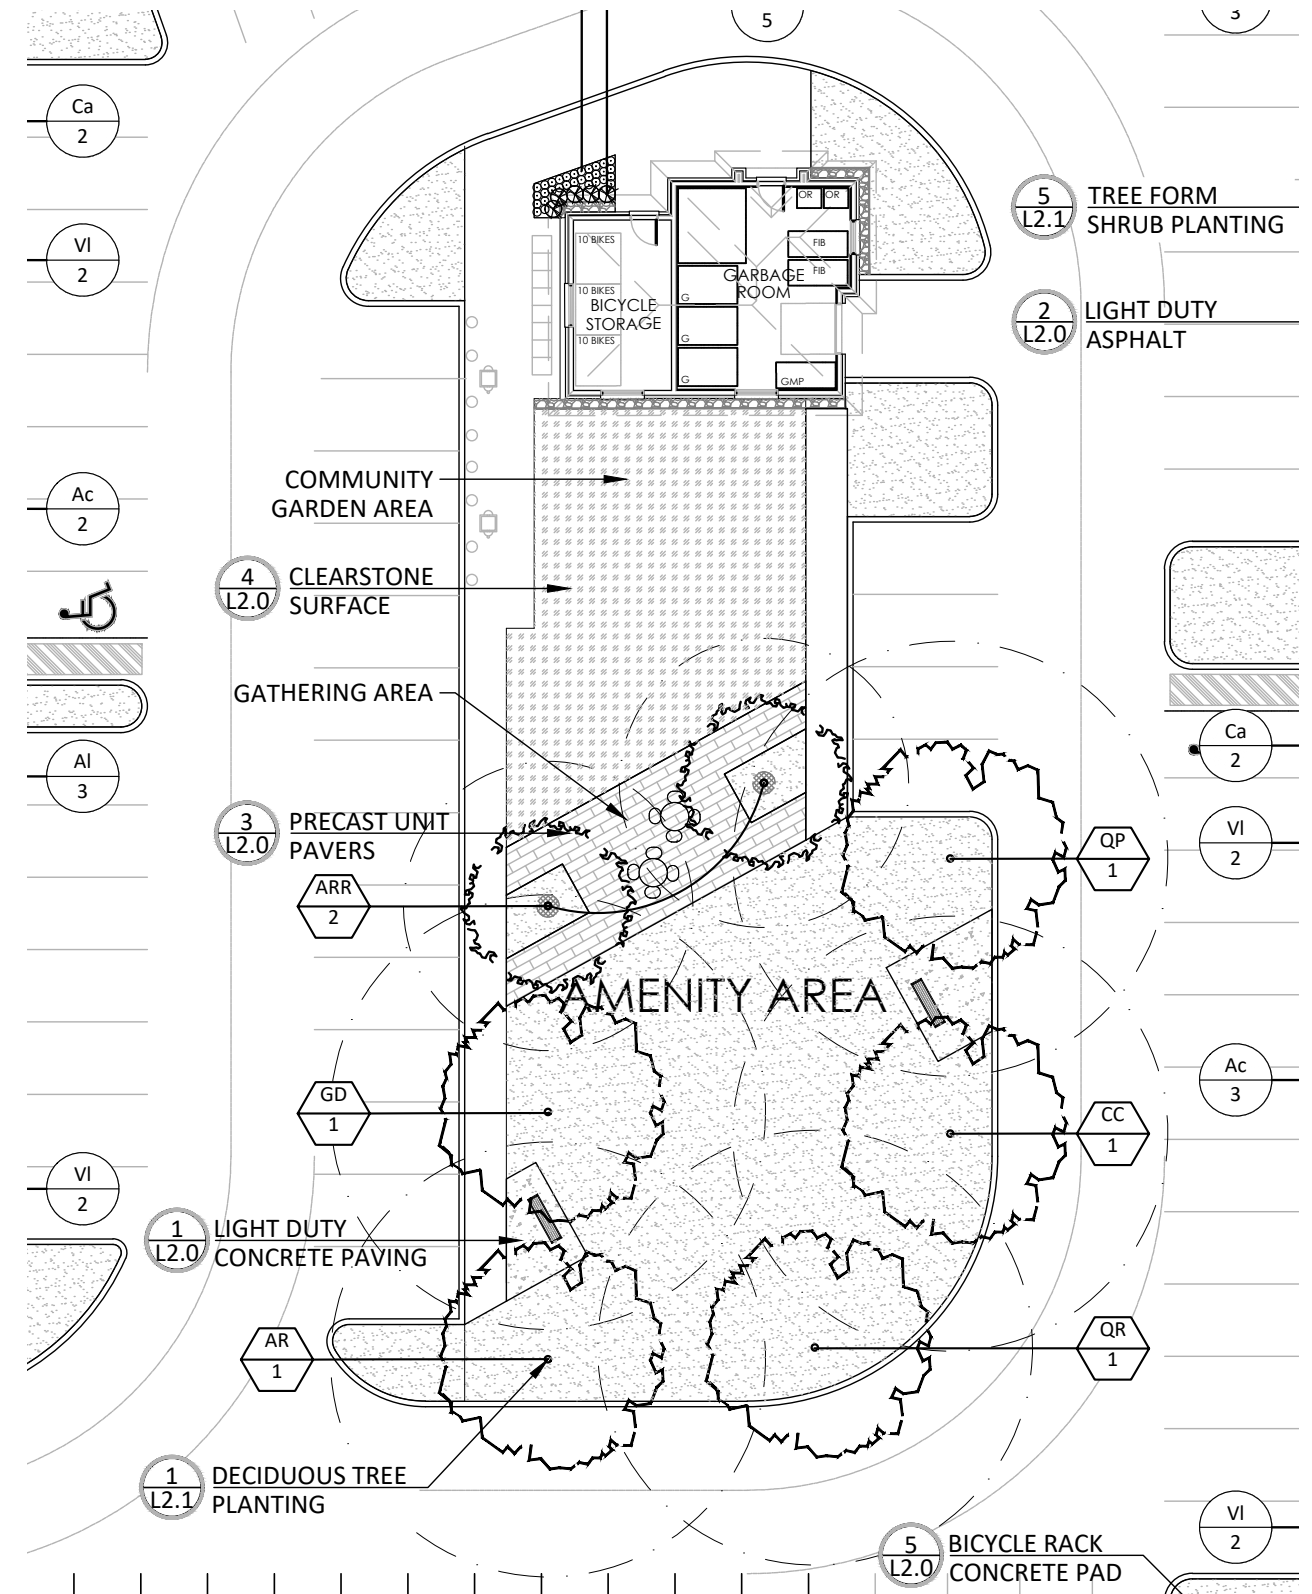 5
3
Ca
2
5
L2.1
TREE FORM
SHRUB PLANTING
Vl
2
OR
OR
10 BIKES
FIB
FIB
GARBAGE
ROOM
10 BIKES
BICYCLE
STORAGE
10 BIKES
G
G
G
GMP
2
L2.0
LIGHT DUTY
ASPHALT
COMMUNITY
GARDEN AREA
Ac
2
4
L2.0
CLEARSTONE
SURFACE
GATHERING AREA
Al
3
Ca
2
3
L2.0
PRECAST UNIT
PAVERS
Vl
2
QP
1
ARR
2
AMENITY AREA
GD
1
Ac
3
CC
1
Vl
2
1
L2.0
LIGHT DUTY
CONCRETE PAVING
AR
1
QR
1
1
L2.1
DECIDUOUS TREE
PLANTING
Vl
2
5
L2.0
BICYCLE RACK
CONCRETE PAD